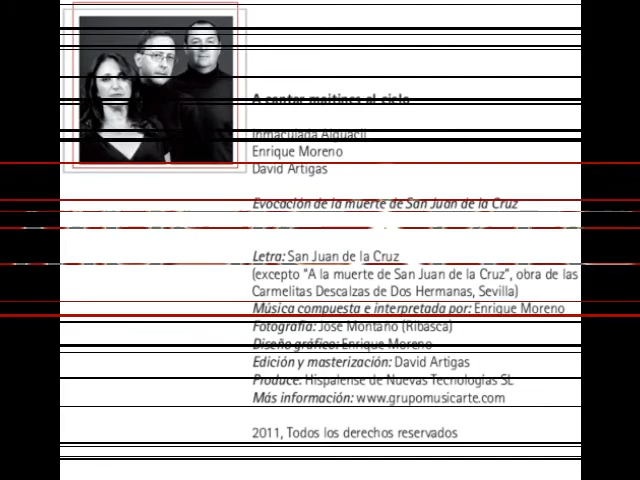 A cantar maitines al cielo
Inmaculada Alguacil
Enrique Moreno
David Artigas
Evocación de la muerte de San Juan de la Cruz
Letra: San Juan de la Cruz
(excepto "A la muerte de San Juan de la Cruz", obra de las
Carmelitas Descalzas de Dos Hermanas, Sevilla)
Música compuesta e interpretada por: Enrique Moreno
Fotografía: José Montaño (Ribasca)
Diseño gráfico: Enrique Moreno
Edición y masterización: David Artigas
Produce: Hispalense de Nuevas Tecnologías SL
Más información: www.grupomusicarte.com
2011, Todos los derechos reservados